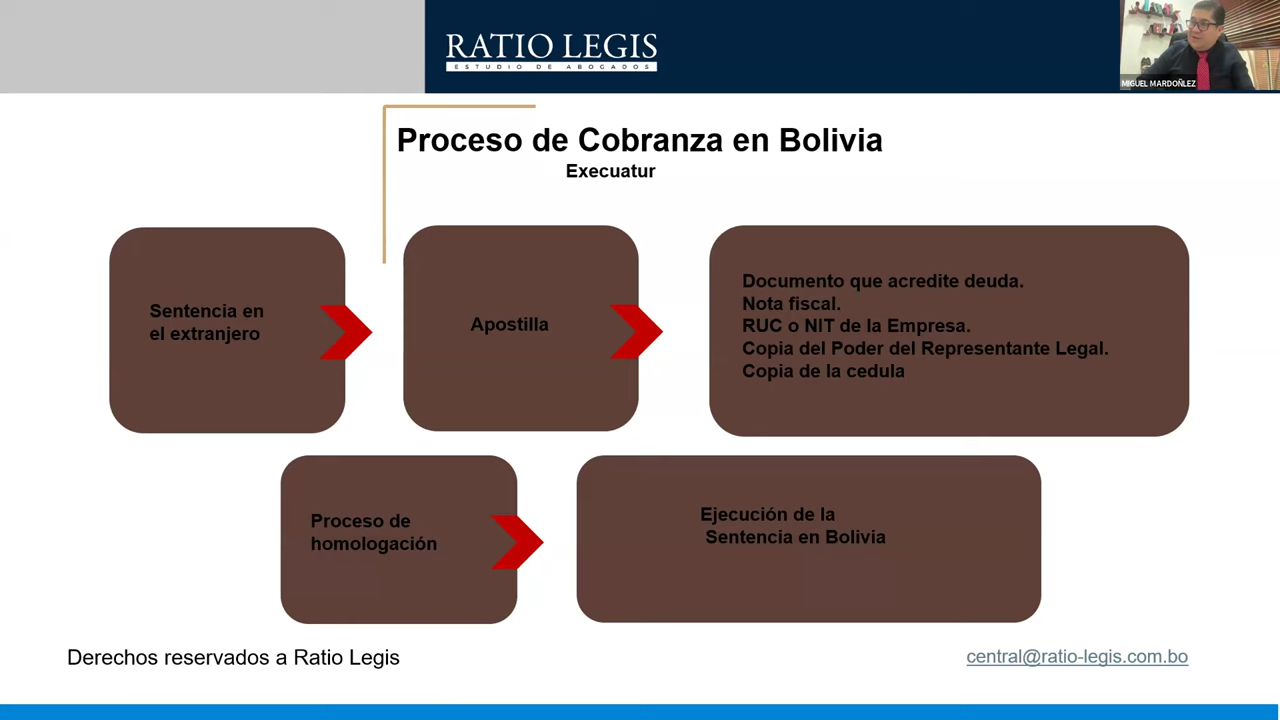 RATIO LEGIS
ESTUDIO DE ABOGADOS
MIGUEL MARDOÑLEZ
Proceso de Cobranza en Bolivia
Execuatur
Sentencia en
el extranjero
Apostilla
Documento que acredite deuda.
Nota fiscal.
RUC o NIT de la Empresa.
Copia del Poder del Representante Legal.
Copia de la cedula
Proceso de
homologación
Ejecución de la
Sentencia en Bolivia
Derechos reservados a Ratio Legis
central@ratio-legis.com.bo